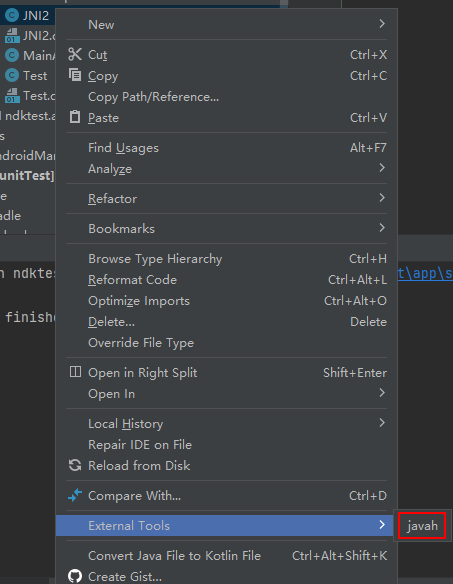 JNI2
JNI2.
MainA
Test
Test.c
ndktest.a
s
ndroidMan
unitTest]
e
adle
n ndktes
t\app\s
finishe
New
Cut Ctrl+X
Copy Ctrl+C
Copy Path/Reference...
Paste Ctrl+V
Find Usages Alt+F7
Analyze
Refactor
Bookmarks
Browse Type Hierarchy Ctrl+H
Reformat Code Ctrl+Alt+L
Optimize Imports Ctrl+Alt+O
Delete... Delete
Override File Type
Open in Right Split Shift+Enter
Open In
Local History
Repair IDE on File
Reload from Disk
Compare With... Ctrl+D
External Tools
javah
Convert Java File to Kotlin File Ctrl+Alt+Shift+K
Create Gist...